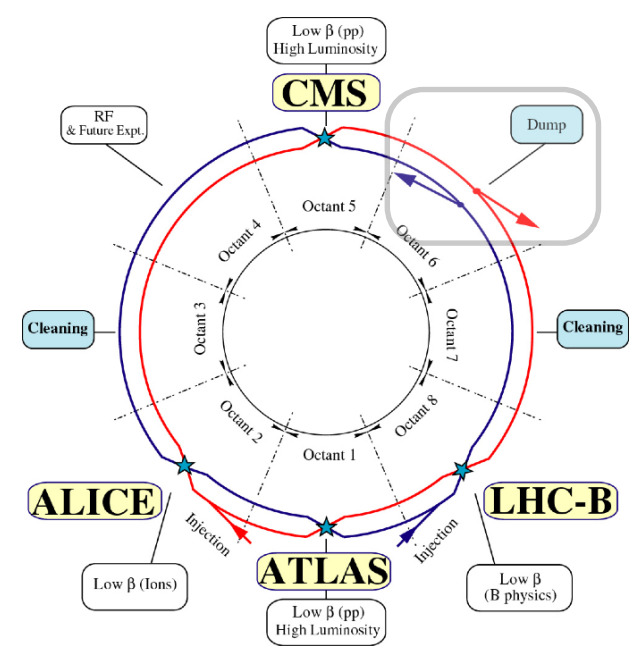 Low β (pp)
High Luminosity
CMS
RF
& Future Expt.
Dump
Octant 5
Octant 4
Octant 6
Octant 3
Octant 7
Cleaning
Cleaning
Octant 2
Octant 8
Octant 1
ALICE
LHC-B
Injection
Injection
ATLAS
Low β (Ions)
Low β
(B physics)
Low β (pp)
High Luminosity